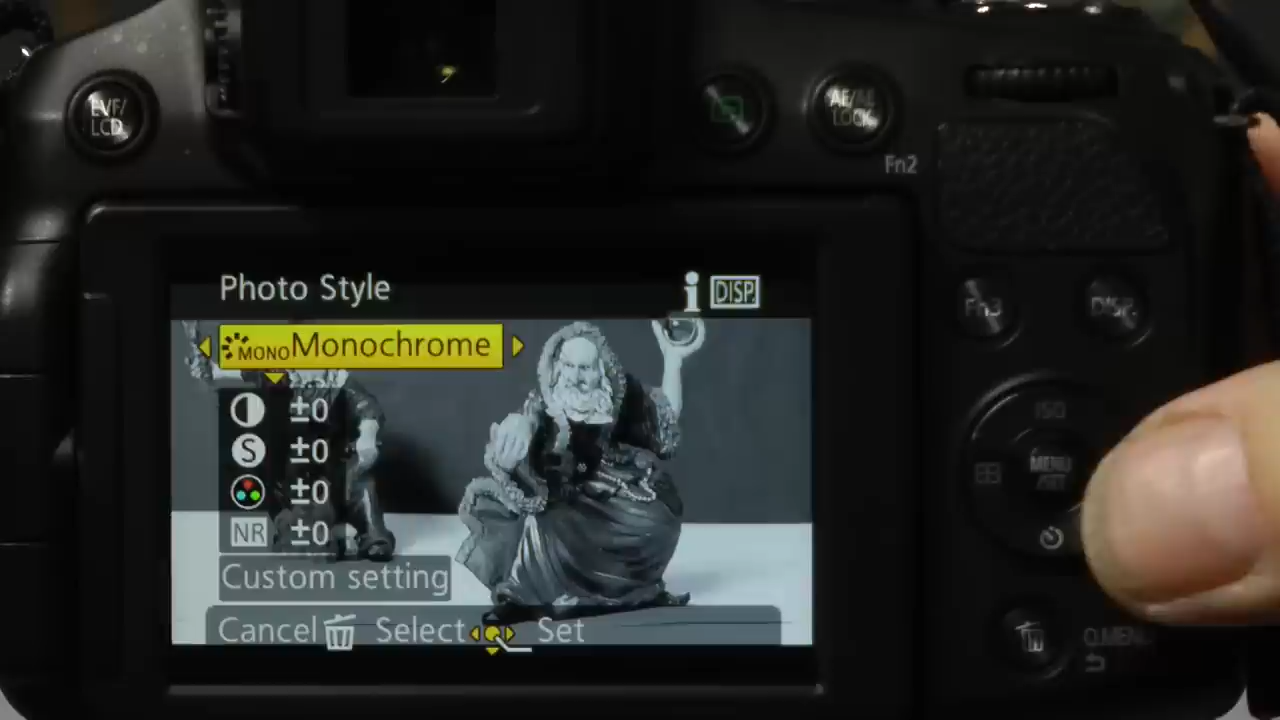 EVF/
LCD
AF/AE
LOCK
Fn2
Photo Style
i DISP.
MONO Monochrome
±0
S ±0
±0
NR ±0
Custom setting
Cancel Select Set
Fn3
DISP.
ISO
MENU
/SET
Q.MENU